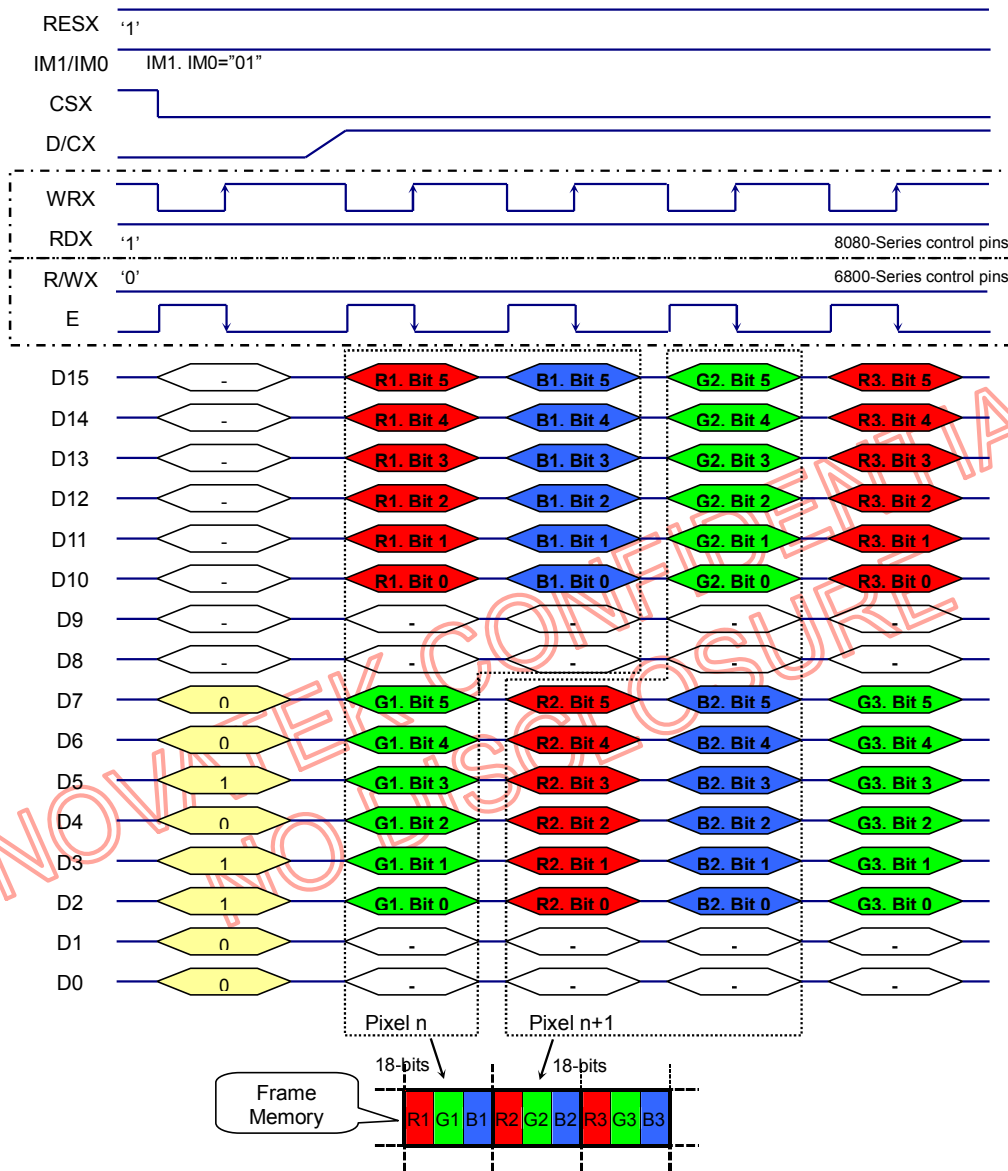 RESX ‘1’
IM1/IM0 IM1. IM0=”01”
CSX
D/CX
WRX
RDX ‘1’ 8080-Series control pins
R/WX ‘0’ 6800-Series control pins
E
D15 - R1. Bit 5 B1. Bit 5 G2. Bit 5 R3. Bit 5
D14 - R1. Bit 4 B1. Bit 4 G2. Bit 4 R3. Bit 4
D13 - R1. Bit 3 B1. Bit 3 G2. Bit 3 R3. Bit 3
D12 - R1. Bit 2 B1. Bit 2 G2. Bit 2 R3. Bit 2
D11 - R1. Bit 1 B1. Bit 1 G2. Bit 1 R3. Bit 1
D10 - R1. Bit 0 B1. Bit 0 G2. Bit 0 R3. Bit 0
D9 - - - - -
D8 - - - - -
D7 0 G1. Bit 5 R2. Bit 5 B2. Bit 5 G3. Bit 5
D6 0 G1. Bit 4 R2. Bit 4 B2. Bit 4 G3. Bit 4
D5 1 G1. Bit 3 R2. Bit 3 B2. Bit 3 G3. Bit 3
D4 0 G1. Bit 2 R2. Bit 2 B2. Bit 2 G3. Bit 2
D3 1 G1. Bit 1 R2. Bit 1 B2. Bit 1 G3. Bit 1
D2 1 G1. Bit 0 R2. Bit 0 B2. Bit 0 G3. Bit 0
D1 0 - - - -
D0 0 - - - -
Pixel n Pixel n+1
18-bits 18-bits
Frame
Memory
R1 G1 B1 R2 G2 B2 R3 G3 B3
NOVATEK CONFIDENTIA
NO DISCLOSURE